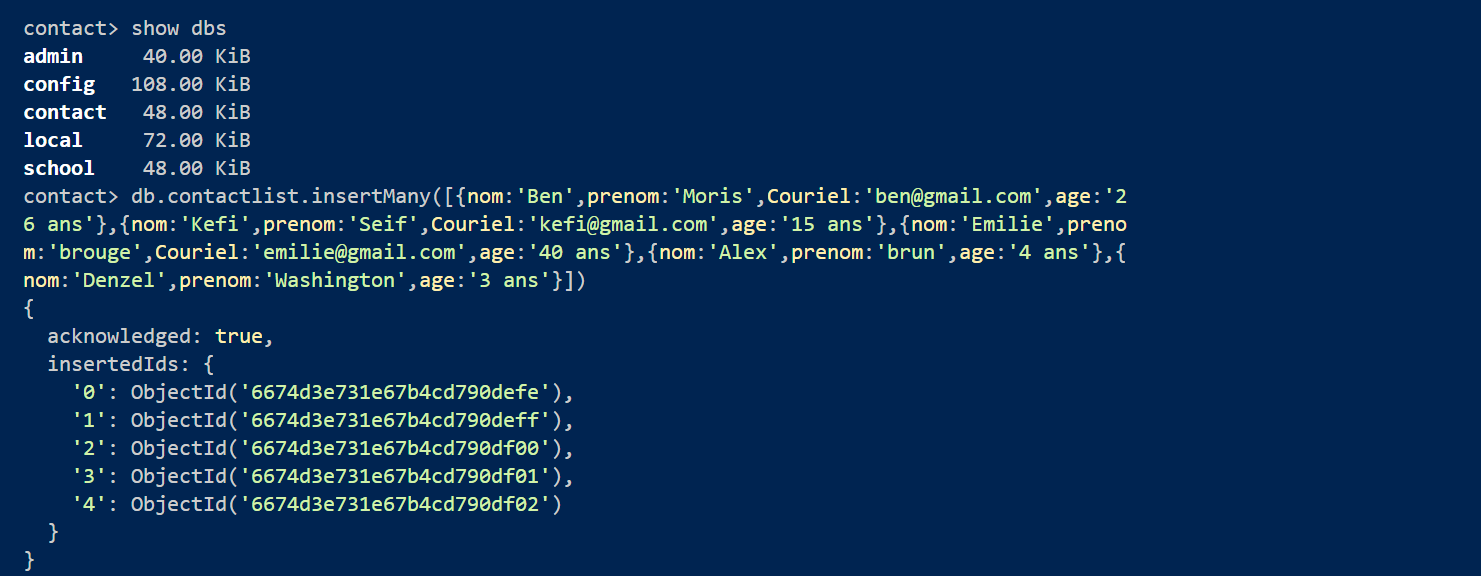 contact> show dbs
admin     40.00 KiB
config   108.00 KiB
contact   48.00 KiB
local     72.00 KiB
school    48.00 KiB
contact> db.contactlist.insertMany([{nom:'Ben',prenom:'Moris',Couriel:'ben@gmail.com',age:'2
6 ans'},{nom:'Kefi',prenom:'Seif',Couriel:'kefi@gmail.com',age:'15 ans'},{nom:'Emilie',preno
m:'brouge',Couriel:'emilie@gmail.com',age:'40 ans'},{nom:'Alex',prenom:'brun',age:'4 ans'},{
nom:'Denzel',prenom:'Washington',age:'3 ans'}])
{
  acknowledged: true,
  insertedIds: {
    '0': ObjectId('6674d3e731e67b4cd790defe'),
    '1': ObjectId('6674d3e731e67b4cd790deff'),
    '2': ObjectId('6674d3e731e67b4cd790df00'),
    '3': ObjectId('6674d3e731e67b4cd790df01'),
    '4': ObjectId('6674d3e731e67b4cd790df02')
  }
}